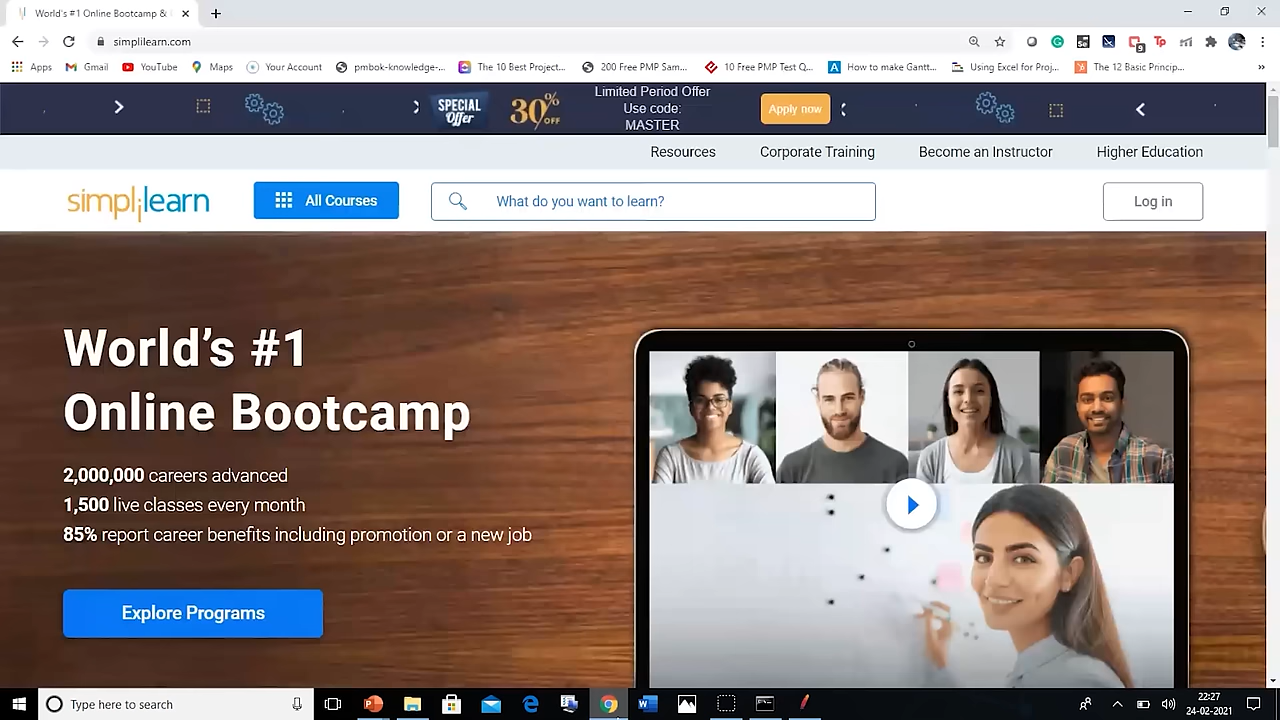 World's #1 Online Bootcamp &
simplilearn.com
Apps
Gmail
YouTube
Maps
Your Account
pmbok-knowledge-...
The 10 Best Project...
200 Free PMP Sam...
10 Free PMP Test Q...
How to make Gantt...
Using Excel for Proj...
The 12 Basic Princip...
»
SPECIAL
Offer
30% OFF
Limited Period Offer
Use code:
MASTER
Apply now
Resources
Corporate Training
Become an Instructor
Higher Education
simplilearn
All Courses
What do you want to learn?
Log in
World's #1
Online Bootcamp
2,000,000 careers advanced
1,500 live classes every month
85% report career benefits including promotion or a new job
Explore Programs
Type here to search
22:27
24-02-2021